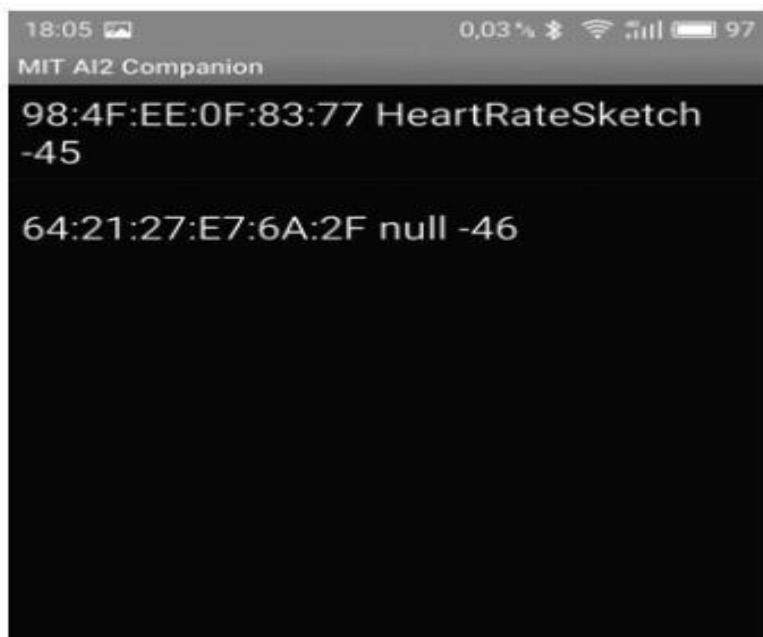 18:05 0,03 ᴷ/s 97
MIT AI2 Companion
98:4F:EE:0F:83:77 HeartRateSketch
-45
64:21:27:E7:6A:2F null -46